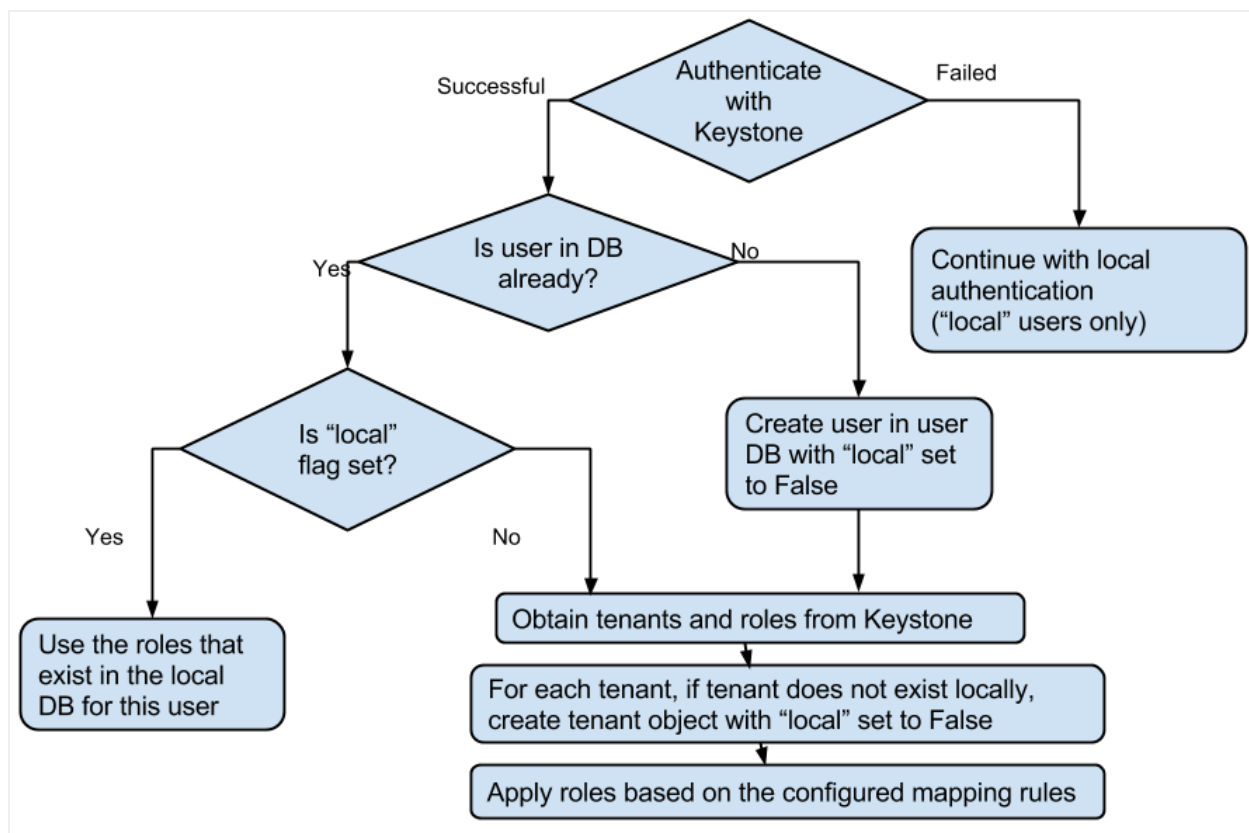 Authenticate
with
Keystone
Successful
Failed
Is user in DB
already?
Yes
No
Continue with local
authentication
(“local” users only)
Is “local”
flag set?
Create user in user
DB with “local” set
to False
Yes
No
Use the roles that
exist in the local
DB for this user
Obtain tenants and roles from Keystone
For each tenant, if tenant does not exist locally,
create tenant object with “local” set to False
Apply roles based on the configured mapping rules